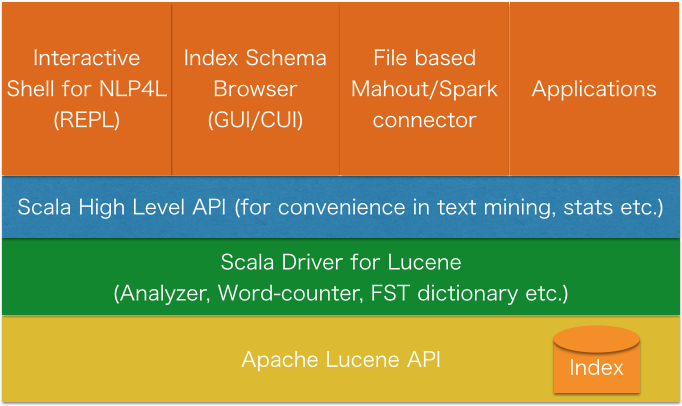 Interactive
Shell for NLP4L
(REPL)
Index Schema
Browser
(GUI/CUI)
File based
Mahout/Spark
connector
Applications
Scala High Level API (for convenience in text mining, stats etc.)
Scala Driver for Lucene
(Analyzer, Word-counter, FST dictionary etc.)
Apache Lucene API
Index